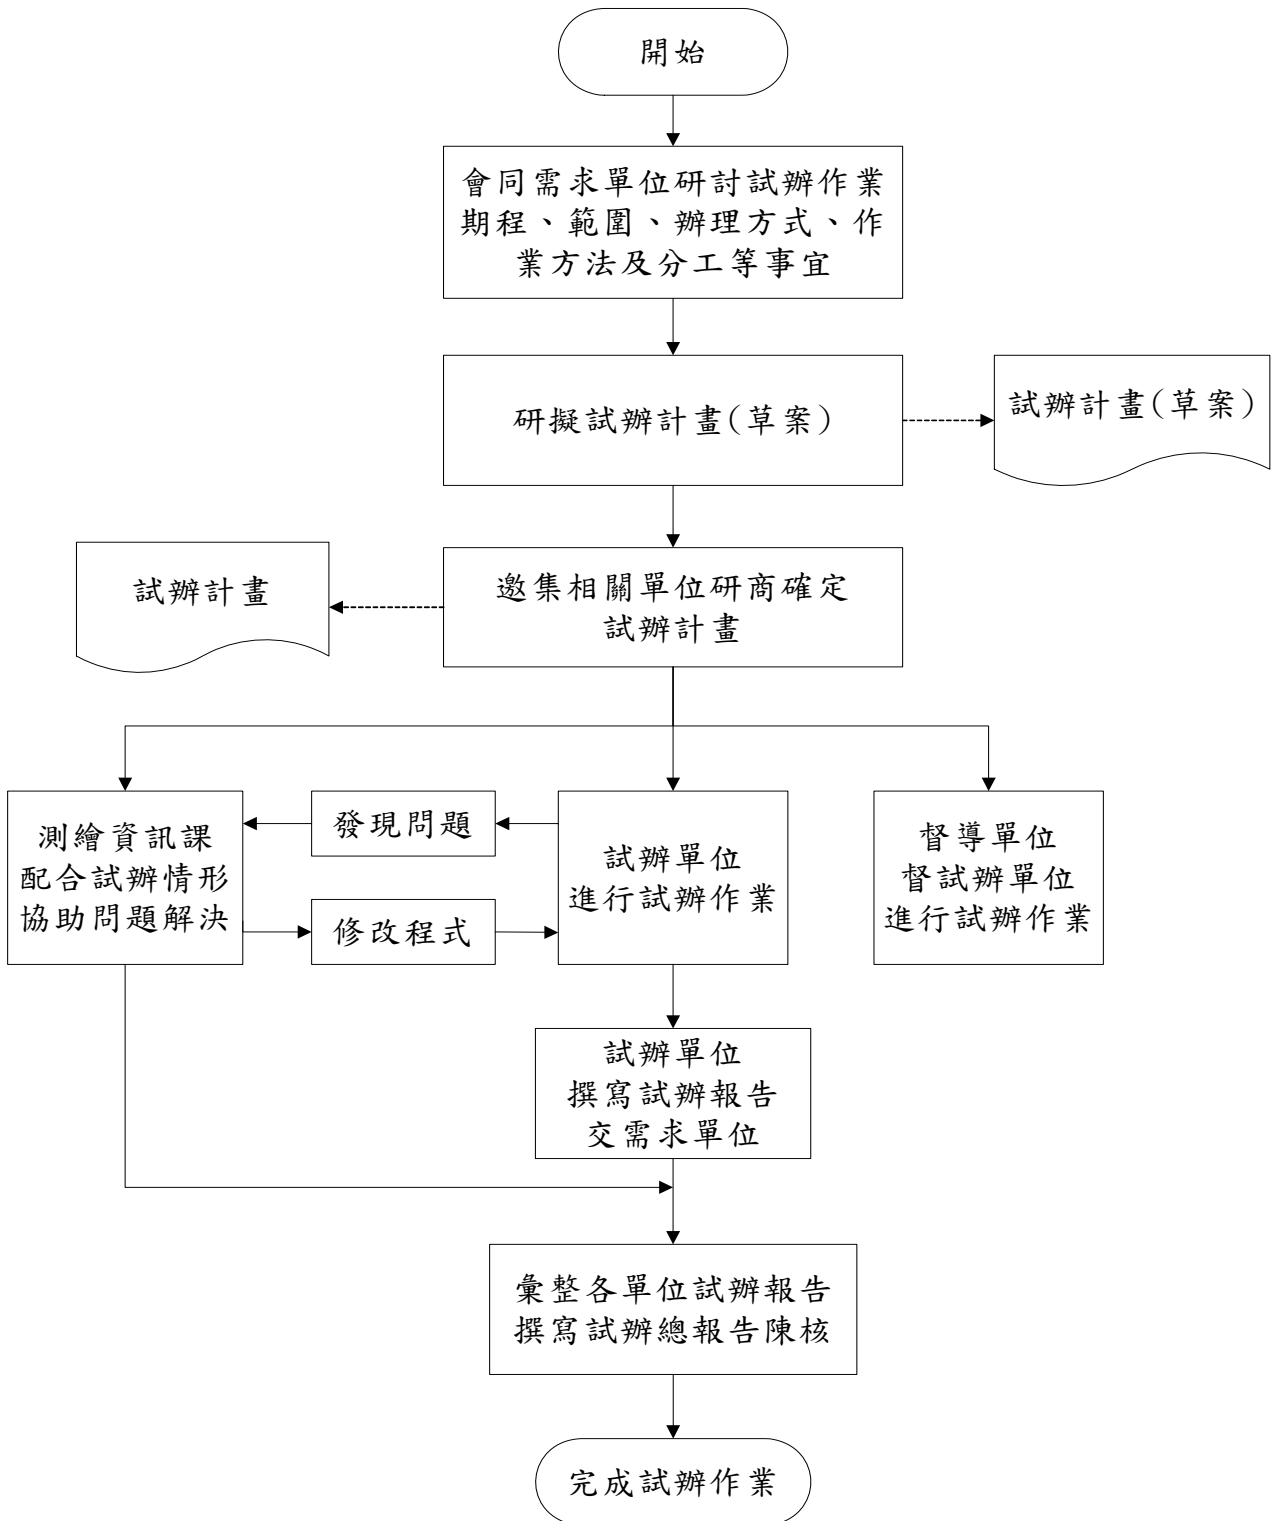 開始
會同需求單位研討試辦作業
期程、範圍、辦理方式、作
業方法及分工等事宜
研擬試辦計畫(草案)
試辦計畫(草案)
邀集相關單位研商確定
試辦計畫
試辦計畫
測繪資訊課
配合試辦情形
協助問題解決
發現問題
修改程式
試辦單位
進行試辦作業
督導單位
督試辦單位
進行試辦作業
試辦單位
撰寫試辦報告
交需求單位
彙整各單位試辦報告
撰寫試辦總報告陳核
完成試辦作業